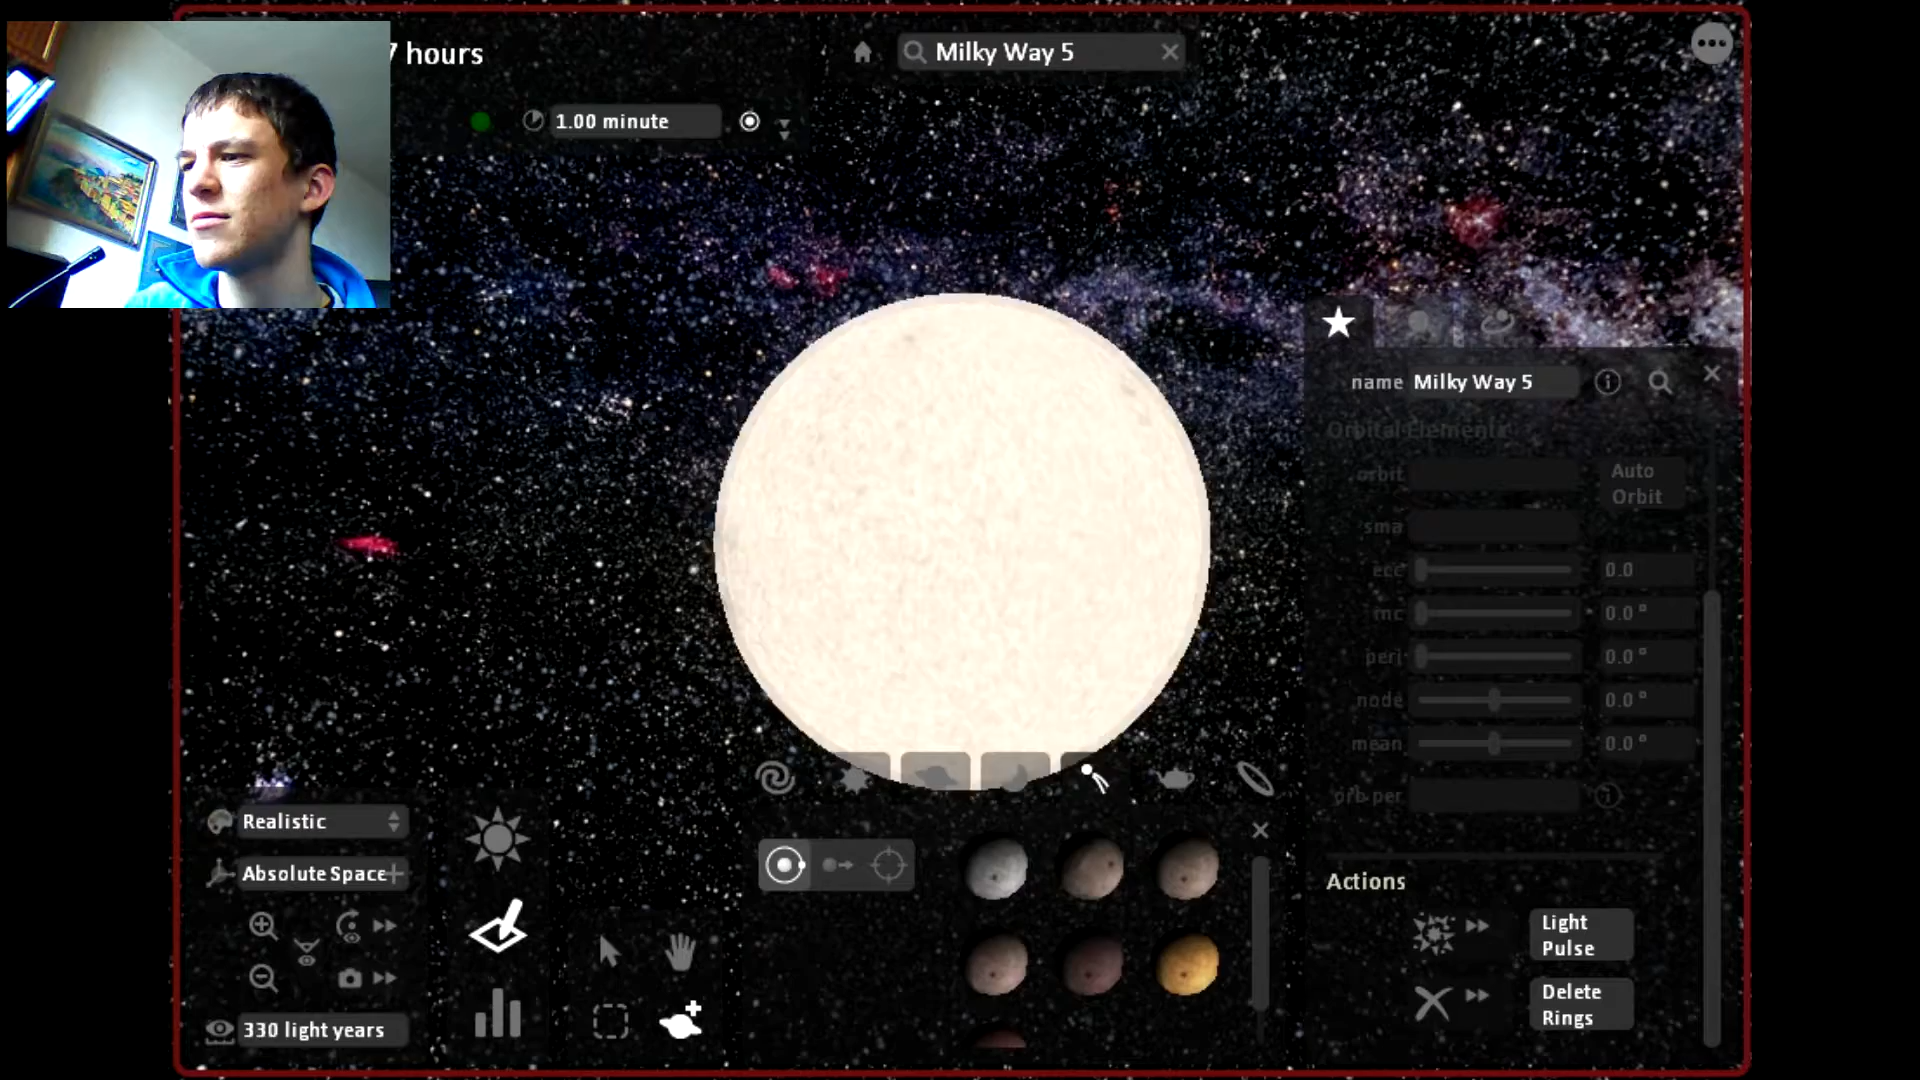 7 hours
Milky Way 5
1.00 minute
name Milky Way 5
Orbital Elements
orbit
Auto
Orbit
sma
ecc 0.0
inc 0.0 °
peri 0.0 °
node 0.0 °
mean 0.0 °
orb per
Realistic
Absolute Space
330 light years
Actions
Light
Pulse
Delete
Rings